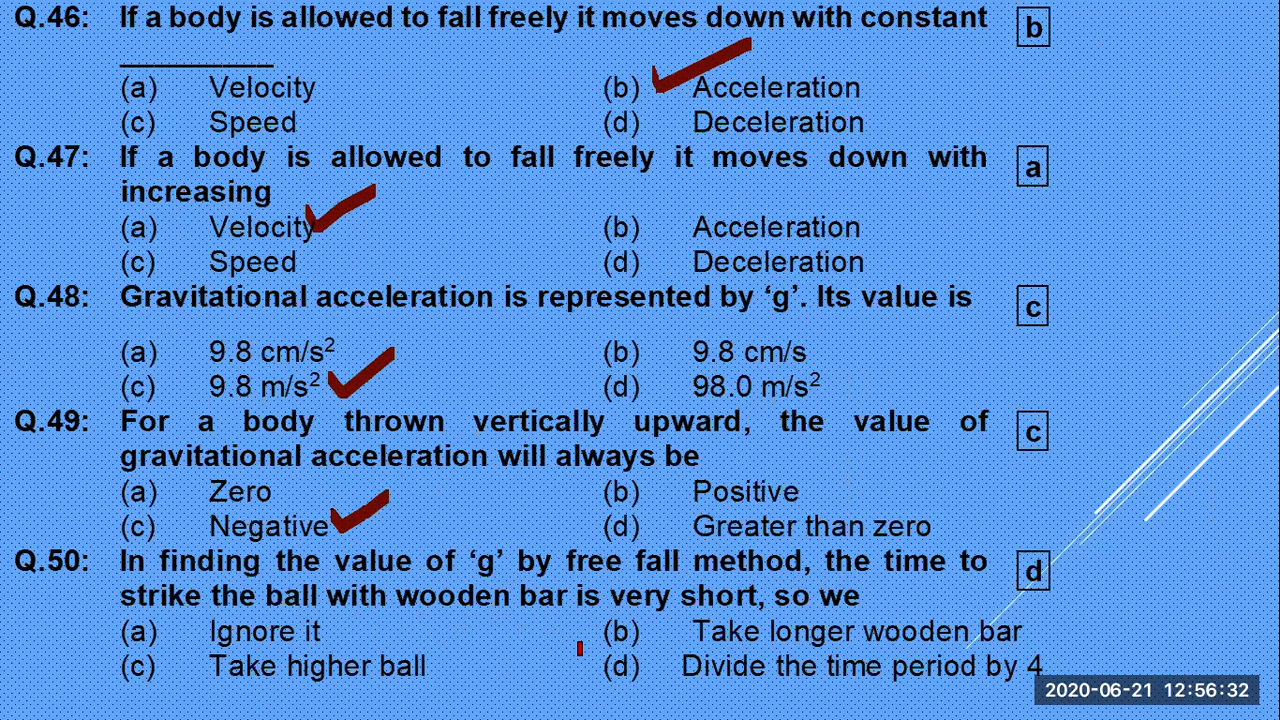 Q.46: If a body is allowed to fall freely it moves down with constant b
__________
(a) Velocity (b) Acceleration
(c) Speed (d) Deceleration
Q.47: If a body is allowed to fall freely it moves down with a
increasing
(a) Velocity (b) Acceleration
(c) Speed (d) Deceleration
Q.48: Gravitational acceleration is represented by ‘g’. Its value is c
(a) 9.8 cm/s² (b) 9.8 cm/s
(c) 9.8 m/s² (d) 98.0 m/s²
Q.49: For a body thrown vertically upward, the value of c
gravitational acceleration will always be
(a) Zero (b) Positive
(c) Negative (d) Greater than zero
Q.50: In finding the value of ‘g’ by free fall method, the time to d
strike the ball with wooden bar is very short, so we
(a) Ignore it (b) Take longer wooden bar
(c) Take higher ball (d) Divide the time period by 4
2020-06-21 12:56:32